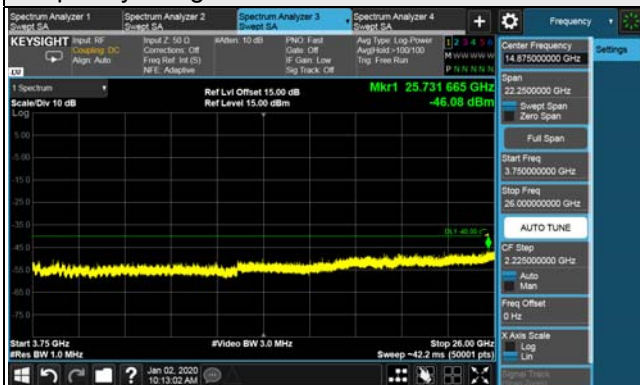 Spectrum Analyzer 1
Swept SA
Spectrum Analyzer 2
Swept SA
Spectrum Analyzer 3
Swept SA
Spectrum Analyzer 4
Swept SA
+
Frequency
KEYSIGHT
Input: RF
Coupling: DC
Align: Auto
Input Z: 50 Ω
Corrections: Off
Freq Ref: Int (S)
NFE: Adaptive
#Atten: 10 dB
PNO: Fast
Gate: Off
IF Gain: Low
Sig Track: Off
Avg Type: Log-Power
Avg|Hold:>100/100
Trig: Free Run
1 2 3 4 5 6
M W W W W W
P N N N N N
LV
1 Spectrum
Scale/Div 10 dB
Log
Ref Lvl Offset 15.00 dB
Ref Level 15.00 dBm
Mkr1 25.731 665 GHz
-46.08 dBm
5.00
-5.00
-15.0
-25.0
-35.0
-45.0
-55.0
-65.0
-75.0
DL1 -40.00
Start 3.75 GHz
#Res BW 1.0 MHz
#Video BW 3.0 MHz
Stop 26.00 GHz
Sweep ~42.2 ms (50001 pts)
Jan 02, 2020
10:13:02 AM
Center Frequency
14.875000000 GHz
Settings
Span
22.2500000 GHz
Swept Span
Zero Span
Full Span
Start Freq
3.750000000 GHz
Stop Freq
26.000000000 GHz
AUTO TUNE
CF Step
2.225000000 GHz
Auto
Man
Freq Offset
0 Hz
X Axis Scale
Log
Lin
Signal Track